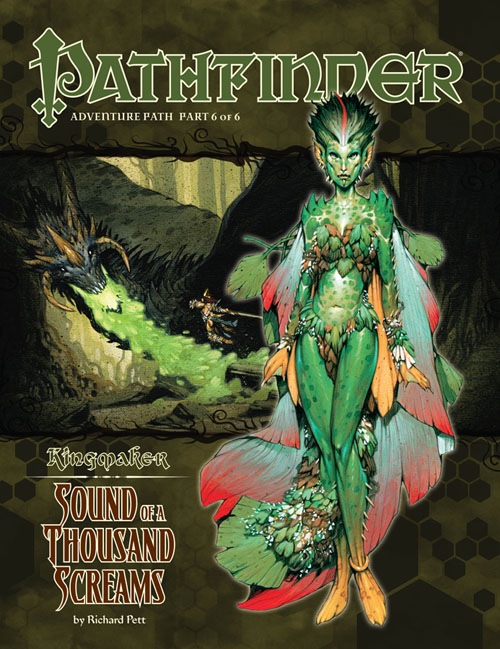 PATHFINDER®
ADVENTURE PATH PART 6 OF 6
Kingmaker
SOUND OF A
THOUSAND
SCREAMS
by Richard Pett